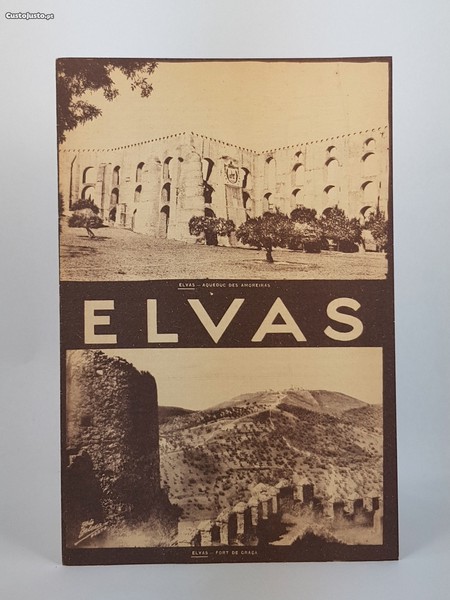 CustoJusto.pt
ELVAS — AQUEDUC DES AMOREIRAS
ELVAS
ELVAS — FORT DE GRAÇA